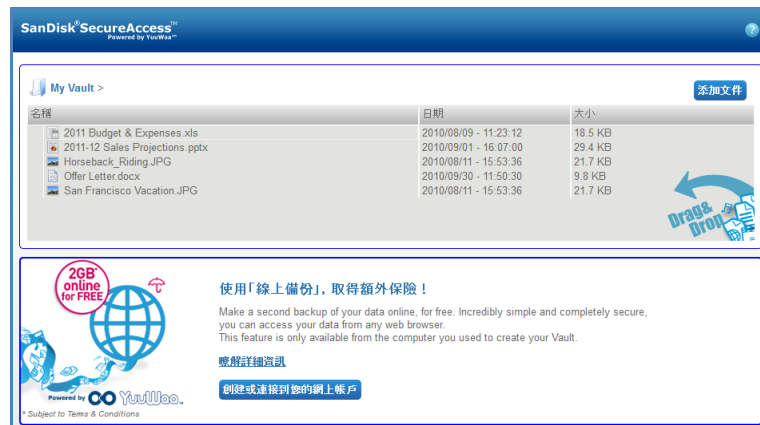 SanDisk®SecureAccess™
Powered by YuuWaa™
?
My Vault >
添加文件
名稱 日期 大小
2011 Budget & Expenses.xls 2010/08/09 - 11:23:12 18.5 KB
2011-12 Sales Projections.pptx 2010/09/01 - 16:07:00 29.4 KB
Horseback_Riding.JPG 2010/08/11 - 15:53:36 21.7 KB
Offer Letter.docx 2010/09/30 - 11:50:30 9.8 KB
San Francisco Vacation.JPG 2010/08/11 - 15:53:36 21.7 KB
Drag&
Drop
2GB*
online
for FREE
使用「線上備份」，取得額外保險！
Make a second backup of your data online, for free. Incredibly simple and completely secure,
you can access your data from any web browser.
This feature is only available from the computer you used to create your Vault.
瞭解詳細資訊
創建或連接到您的網上帳戶
Powered by YuuWaa
* Subject to Terms & Conditions